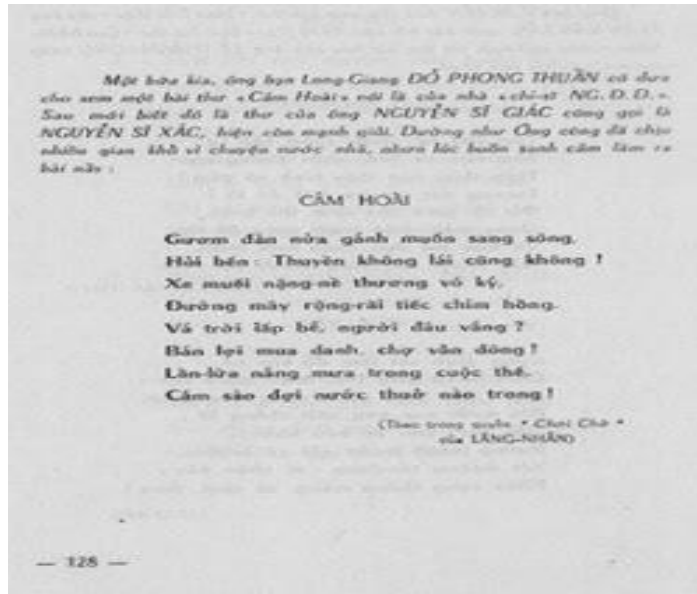 Một bữa kia, ông bạn Long-Giang ĐỖ PHONG THUẦN có đưa
cho xem một bài thơ «Cảm Hoài» nói là của nhà «chí-sĩ NG. D. D.».
Sau mới biết đó là thơ của ông NGUYỄN SĨ GIÁC cũng gọi là
NGUYỄN SĨ XÁC, hiện còn mạnh giỏi. Dường như Ông cũng đã chịu
nhiều gian khổ vì chuyện nước nhà, nhưn lúc buồn sanh cảm làm ra
bài nầy :
CẢM HOÀI
Gươm đàn nửa gánh muốn sang sông,
Hỏi bến : Thuyền không lái cũng không !
Xe muối nặng-nề thương vó ký,
Đường mây rộng-rãi tiếc chim hồng.
Vá trời lấp bể, người đâu vắng ?
Bán lợi mua danh, chợ vẫn đông !
Lần-lữa nắng mưa trong cuộc thế,
Cắm sào đợi nước thuở nào trong !
(Theo trong quyển « Chơi Chữ »
của LÃNG-NHÂN)
— 128 —